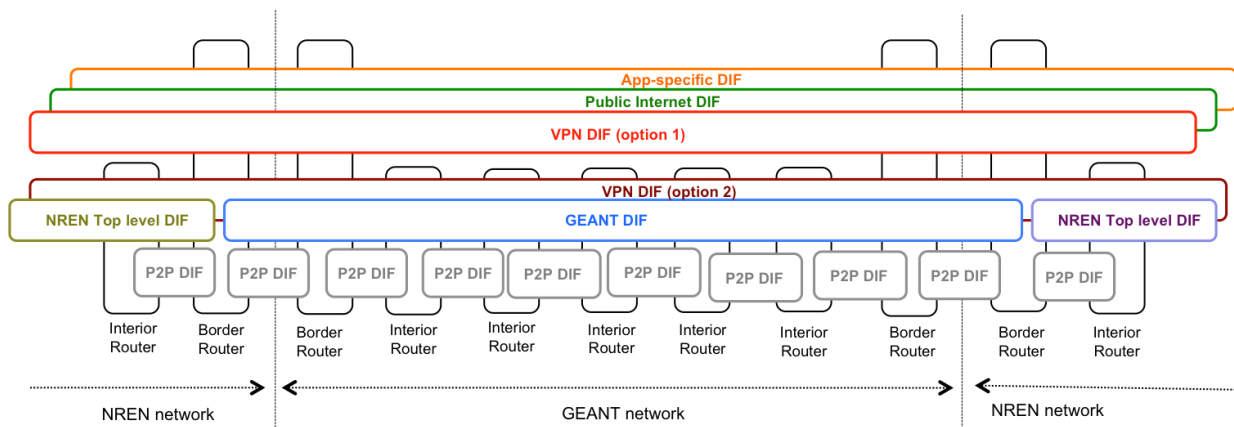 App-specific DIF
Public Internet DIF
VPN DIF (option 1)
VPN DIF (option 2)
NREN Top level DIF
GEANT DIF
NREN Top level DIF
P2P DIF
P2P DIF
P2P DIF
P2P DIF
P2P DIF
P2P DIF
P2P DIF
P2P DIF
P2P DIF
P2P DIF
Interior
Router
Border
Router
Border
Router
Interior
Router
Interior
Router
Interior
Router
Interior
Router
Interior
Router
Border
Router
Border
Router
Interior
Router
NREN network
GEANT network
NREN network